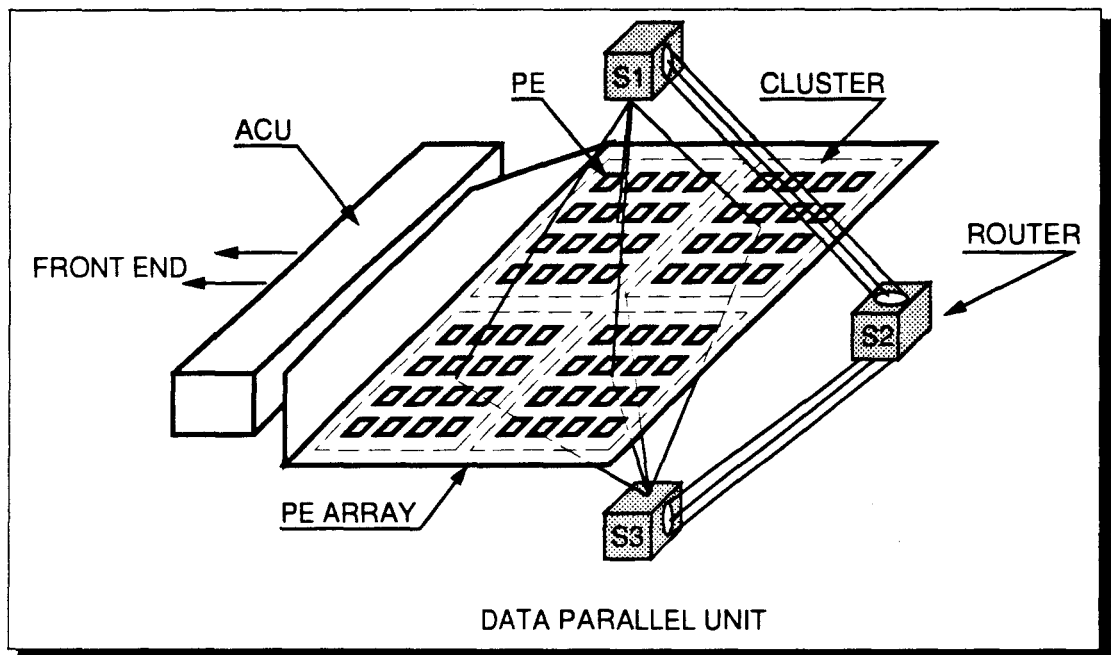 S1
PE
CLUSTER
ACU
ROUTER
FRONT END
S2
PE ARRAY
S3
DATA PARALLEL UNIT